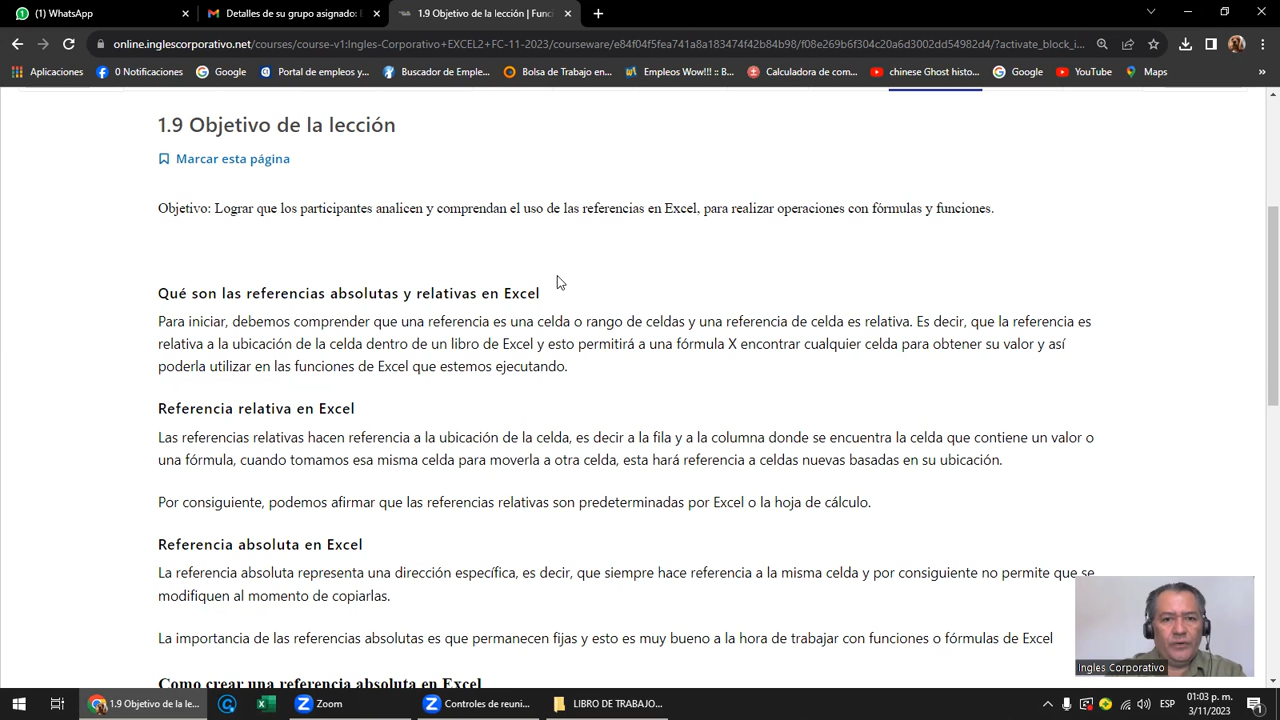 (1) WhatsApp
Detalles de su grupo asignado: I
1.9 Objetivo de la lección | Funci
online.inglescorporativo.net/courses/course-v1:Ingles-Corporativo+EXCEL2+FC-11-2023/courseware/e84f04f5fea741a8a183474f42b84b98/f08e269b6f304c20a6d3002dd54982d4/?activate_block_i...
Aplicaciones
0 Notificaciones
Google
Portal de empleos y...
Buscador de Emple...
Bolsa de Trabajo en...
Empleos Wow!!! :: B...
Calculadora de com...
chinese Ghost histo...
Google
YouTube
Maps
1.9 Objetivo de la lección
Marcar esta página
Objetivo: Lograr que los participantes analicen y comprendan el uso de las referencias en Excel, para realizar operaciones con fórmulas y funciones.
Qué son las referencias absolutas y relativas en Excel
Para iniciar, debemos comprender que una referencia es una celda o rango de celdas y una referencia de celda es relativa. Es decir, que la referencia es
relativa a la ubicación de la celda dentro de un libro de Excel y esto permitirá a una fórmula X encontrar cualquier celda para obtener su valor y así
poderla utilizar en las funciones de Excel que estemos ejecutando.
Referencia relativa en Excel
Las referencias relativas hacen referencia a la ubicación de la celda, es decir a la fila y a la columna donde se encuentra la celda que contiene un valor o
una fórmula, cuando tomamos esa misma celda para moverla a otra celda, esta hará referencia a celdas nuevas basadas en su ubicación.
Por consiguiente, podemos afirmar que las referencias relativas son predeterminadas por Excel o la hoja de cálculo.
Referencia absoluta en Excel
La referencia absoluta representa una dirección específica, es decir, que siempre hace referencia a la misma celda y por consiguiente no permite que se
modifiquen al momento de copiarlas.
La importancia de las referencias absolutas es que permanecen fijas y esto es muy bueno a la hora de trabajar con funciones o fórmulas de Excel
Como crear una referencia absoluta en Excel
Ingles Corporativo
1.9 Objetivo de la le...
Zoom
Controles de reuni...
LIBRO DE TRABAJO...
ESP
01:03 p. m.
3/11/2023